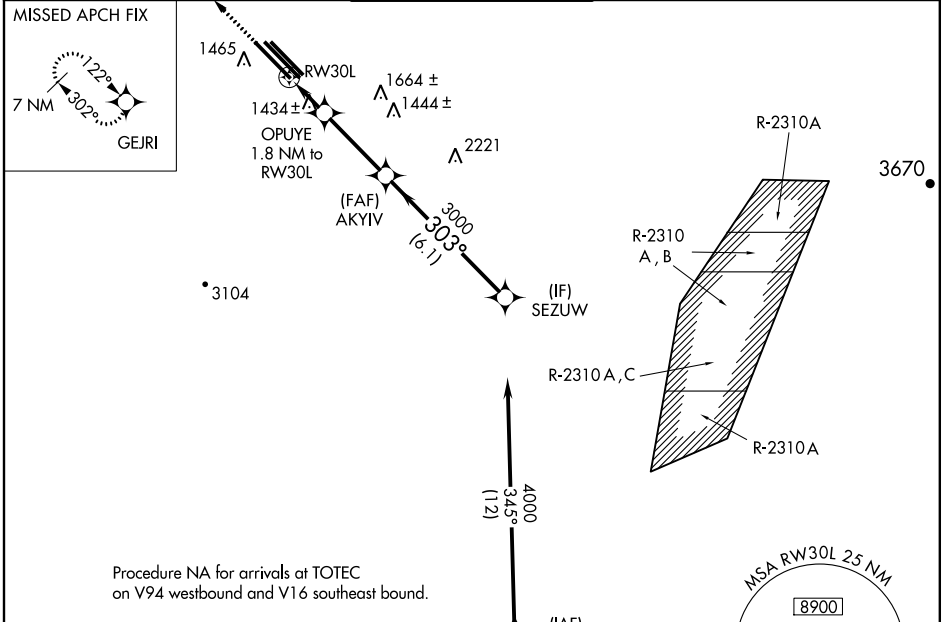 MISSED APCH FIX
122°
7 NM
302°
GEJRI
1465
RW30L
1434 ±
1664 ±
1444 ±
OPUYE
1.8 NM to
RW30L
2221
(FAF)
AKYIV
3000
303°
(6.1)
3104
(IF)
SEZUW
R-2310A
3670
R-2310
A, B
R-2310 A, C
R-2310A
4000
345°
(12)
Procedure NA for arrivals at TOTEC
on V94 westbound and V16 southeast bound.
MSA RW30L 25 NM
8900
(IAF)